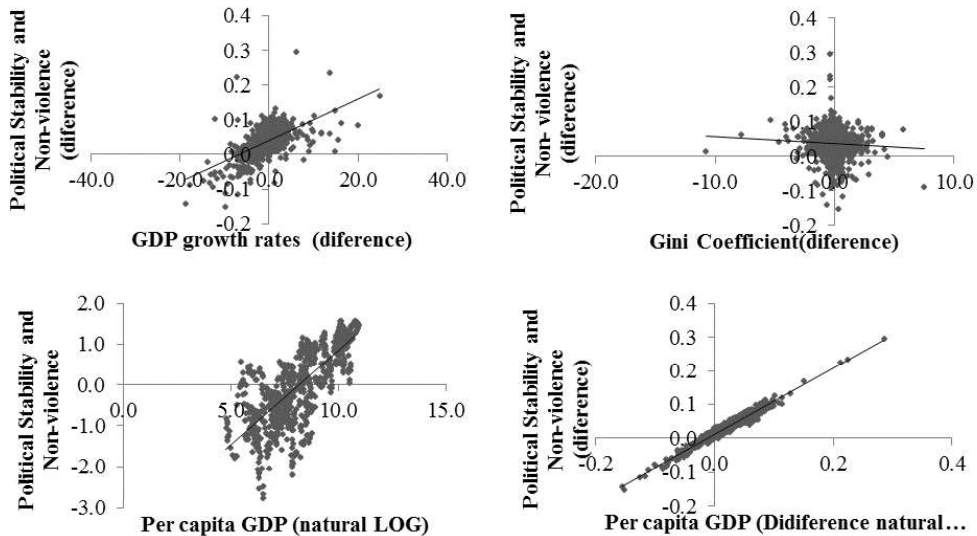 Political Stability and
Non-violence
(diference)
0.4
0.3
0.2
0.1
0.0
-0.1
-0.2
-40.0
-20.0
0.0
20.0
40.0
GDP growth rates (diference)
Political Stability and
Non- violence
(diference)
0.4
0.3
0.2
0.1
0.0
-0.1
-0.2
-20.0
-10.0
0.0
10.0
Gini Coefficient(diference)
Political Stability and
Non-violence
2.0
1.0
0.0
-1.0
-2.0
-3.0
0.0
5.0
10.0
15.0
Per capita GDP (natural LOG)
Political Stability and
Non-violence
(diference)
0.4
0.3
0.2
0.1
0.0
-0.1
-0.2
-0.2
0.0
0.2
0.4
Per capita GDP (Didiference natural…